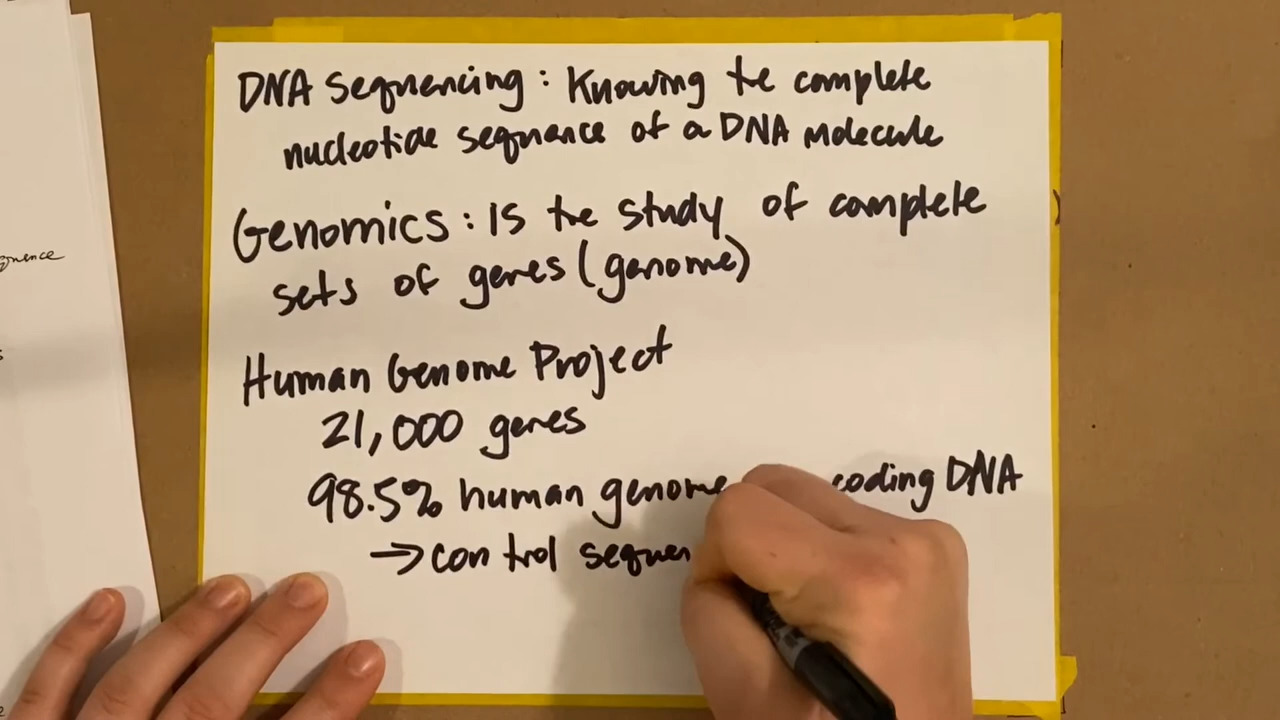 DNA Sequencing: Knowing the complete
nucleotide sequence of a DNA molecule
Genomics: is the study of complete
sets of genes (genome)
Human Genome Project
21,000 genes
98.5% human genome coding DNA
→ control